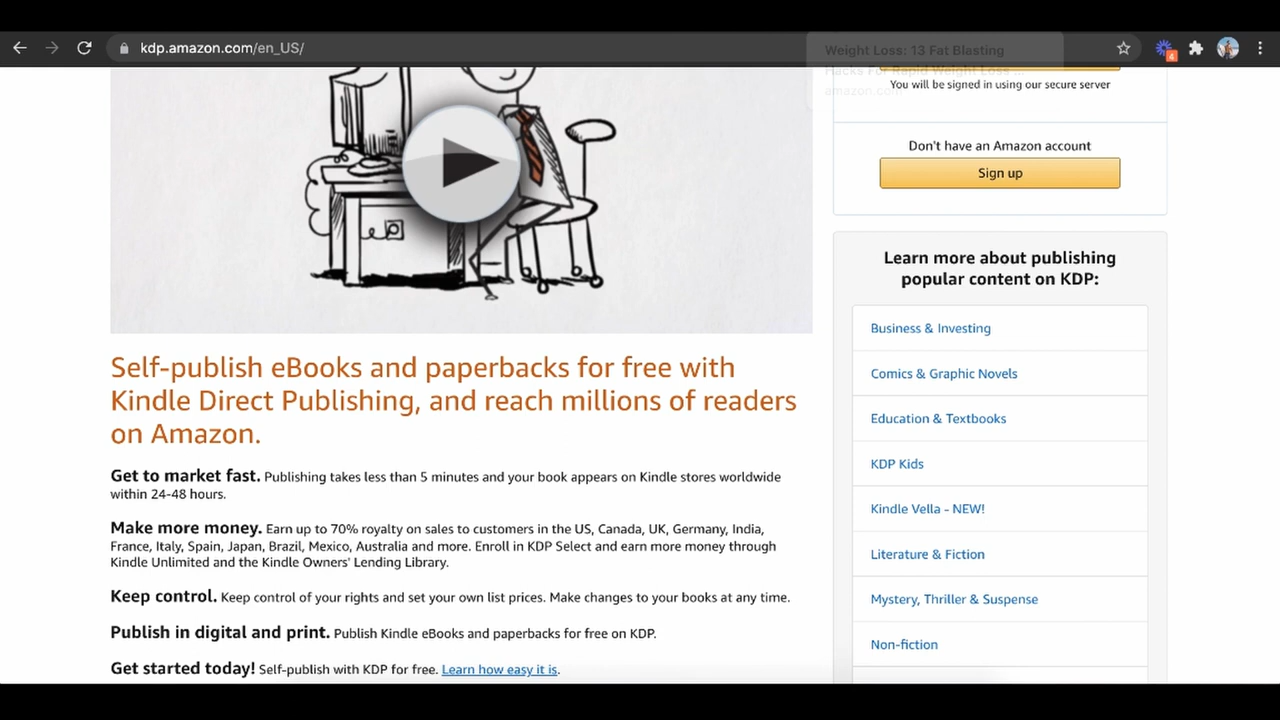 kdp.amazon.com/en_US/
Weight Loss: 13 Fat Blasting
Hacks For Rapid Weight Loss ...
amazon.com
4
You will be signed in using our secure server
Don't have an Amazon account
Sign up
Learn more about publishing
popular content on KDP:
Business & Investing
Comics & Graphic Novels
Education & Textbooks
KDP Kids
Kindle Vella - NEW!
Literature & Fiction
Mystery, Thriller & Suspense
Non-fiction
Self-publish eBooks and paperbacks for free with
Kindle Direct Publishing, and reach millions of readers
on Amazon.
Get to market fast. Publishing takes less than 5 minutes and your book appears on Kindle stores worldwide
within 24-48 hours.
Make more money. Earn up to 70% royalty on sales to customers in the US, Canada, UK, Germany, India,
France, Italy, Spain, Japan, Brazil, Mexico, Australia and more. Enroll in KDP Select and earn more money through
Kindle Unlimited and the Kindle Owners' Lending Library.
Keep control. Keep control of your rights and set your own list prices. Make changes to your books at any time.
Publish in digital and print. Publish Kindle eBooks and paperbacks for free on KDP.
Get started today! Self-publish with KDP for free. Learn how easy it is.